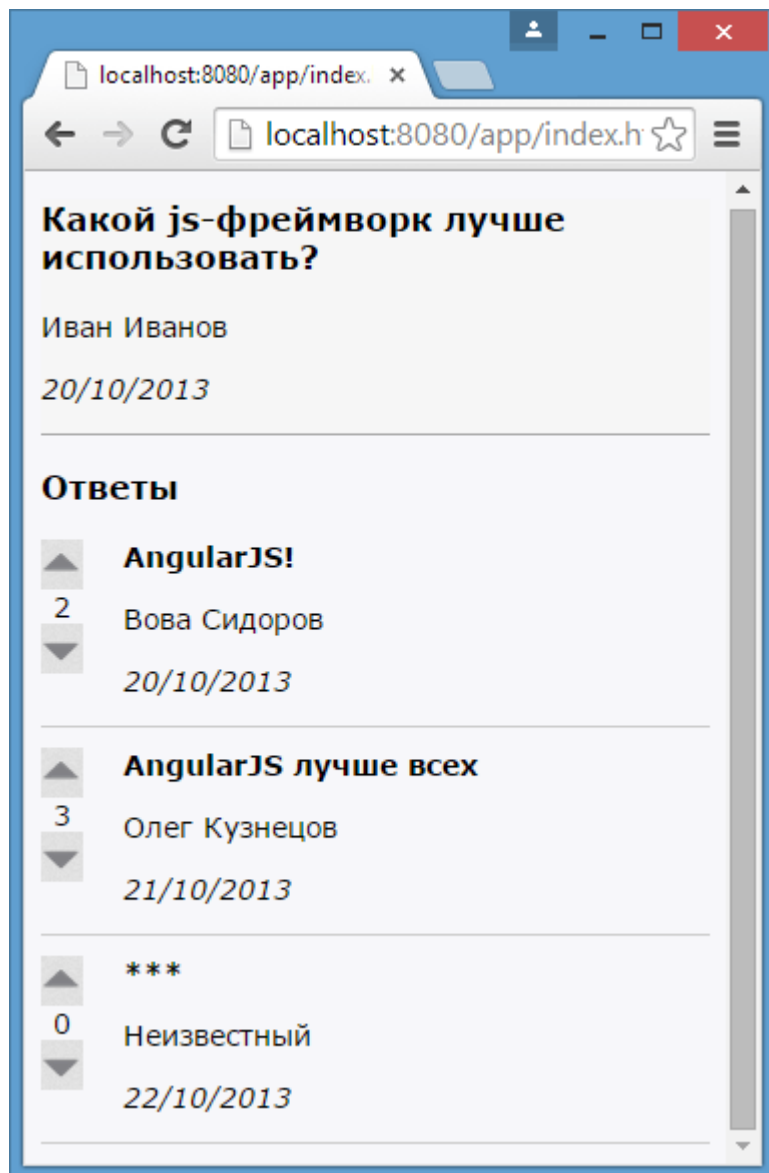 localhost:8080/app/index.
localhost:8080/app/index.h
Какой js-фреймворк лучше
использовать?
Иван Иванов
20/10/2013
Ответы
AngularJS!
2
Вова Сидоров
20/10/2013
AngularJS лучше всех
3
Олег Кузнецов
21/10/2013
***
0
Неизвестный
22/10/2013